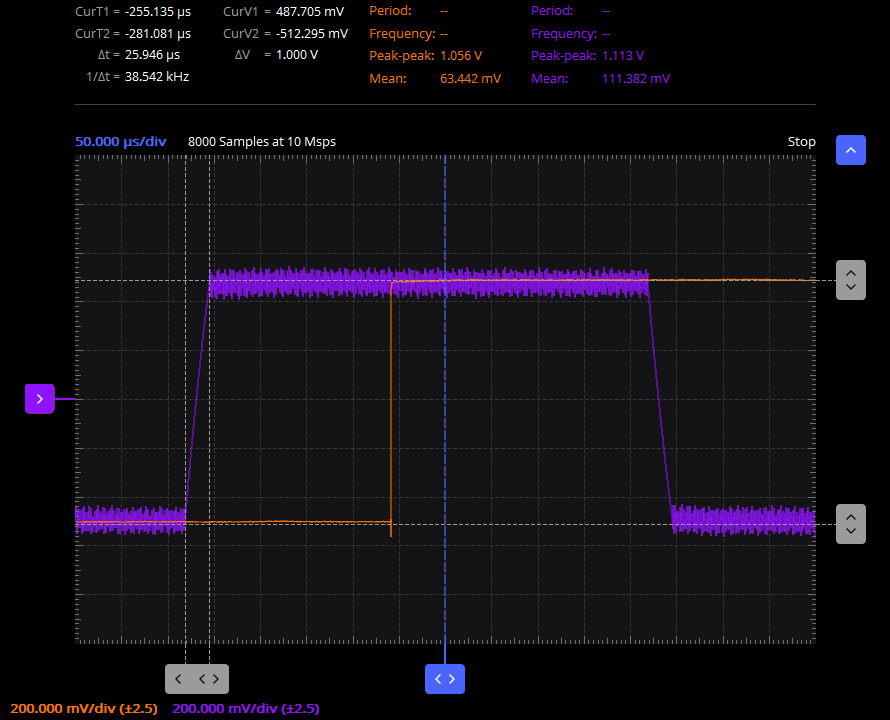 CurT1 = -255.135 µs CurV1 = 487.705 mV Period: -- Period: --
CurT2 = -281.081 µs CurV2 = -512.295 mV Frequency: -- Frequency: --
Δt = 25.946 µs ΔV = 1.000 V Peak-peak: 1.056 V Peak-peak: 1.113 V
1/Δt = 38.542 kHz Mean: 63.442 mV Mean: 111.382 mV
50.000 µs/div 8000 Samples at 10 Msps Stop
200.000 mV/div (±2.5) 200.000 mV/div (±2.5)